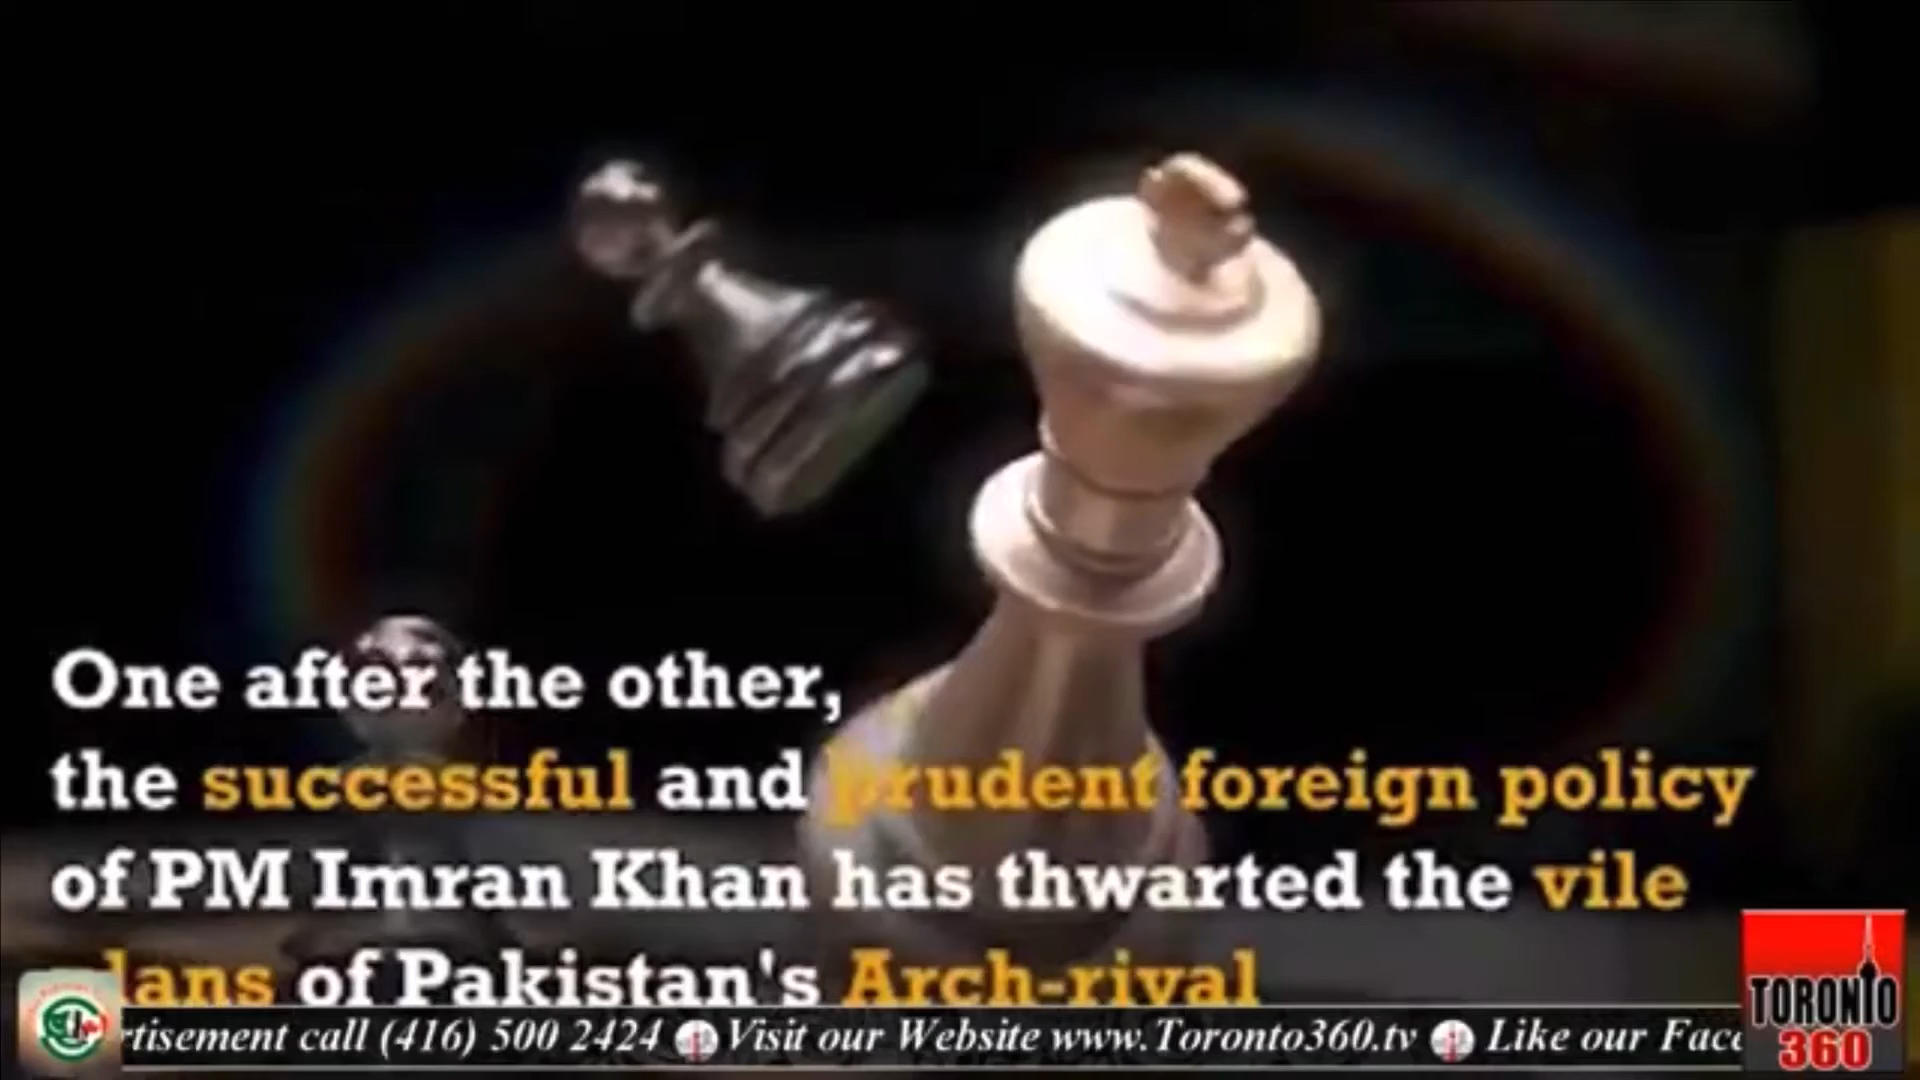 One after the other,
the successful and prudent foreign policy
of PM Imran Khan has thwarted the vile
plans of Pakistan's Arch-rival
rtisement call (416) 500 2424 Visit our Website www.Toronto360.tv Like our Face
TORONTO
360